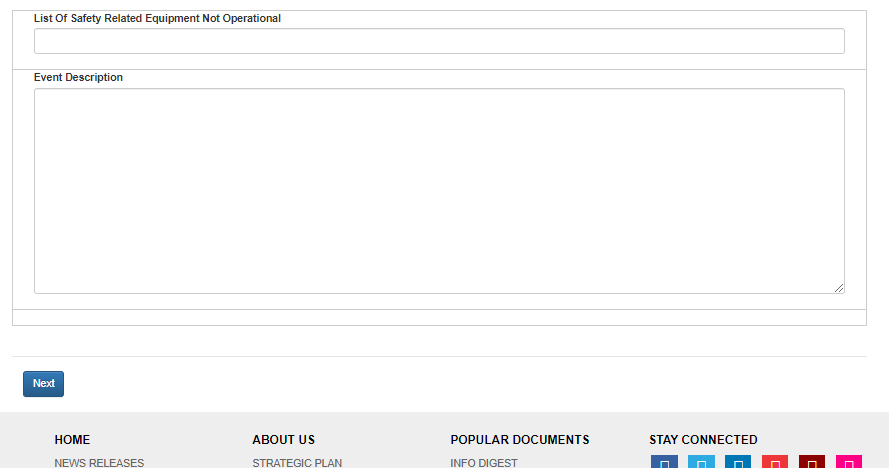 List Of Safety Related Equipment Not Operational
Event Description
Next
HOME
ABOUT US
POPULAR DOCUMENTS
STAY CONNECTED
NEWS RELEASES
STRATEGIC PLAN
INFO DIGEST